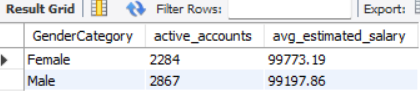 Result Grid Filter Rows: Export:
GenderCategory active_accounts avg_estimated_salary
Female 2284 99773.19
Male 2867 99197.86